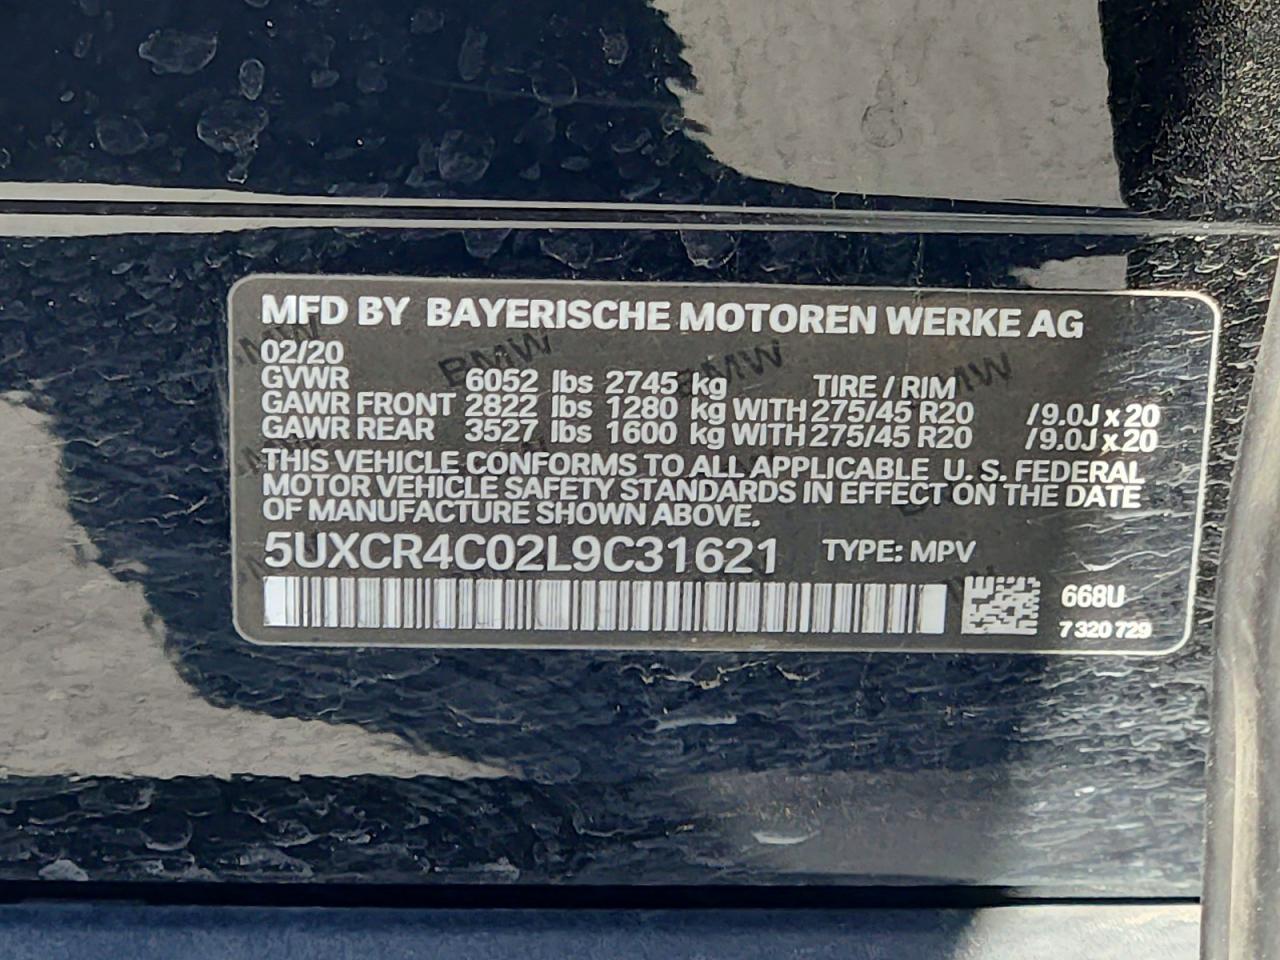 MFD BY BAYERISCHE MOTOREN WERKE AG
02/20
GVWR 6052 lbs 2745 kg TIRE / RIM
GAWR FRONT 2822 lbs 1280 kg WITH 275/45 R20 /9.0J x 20
GAWR REAR 3527 lbs 1600 kg WITH 275/45 R20 /9.0J x 20
THIS VEHICLE CONFORMS TO ALL APPLICABLE U.S. FEDERAL
MOTOR VEHICLE SAFETY STANDARDS IN EFFECT ON THE DATE
OF MANUFACTURE SHOWN ABOVE.
5UXCR4C02L9C31621 TYPE: MPV
668U
7 320 729
BMW
BMW